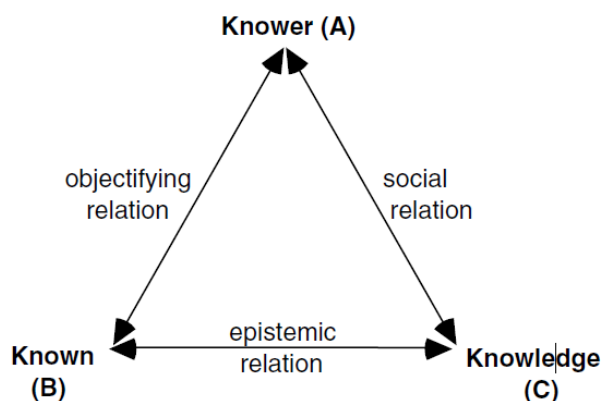 Knower (A)
objectifying
relation
social
relation
epistemic
relation
Known
(B)
Knowledge
(C)